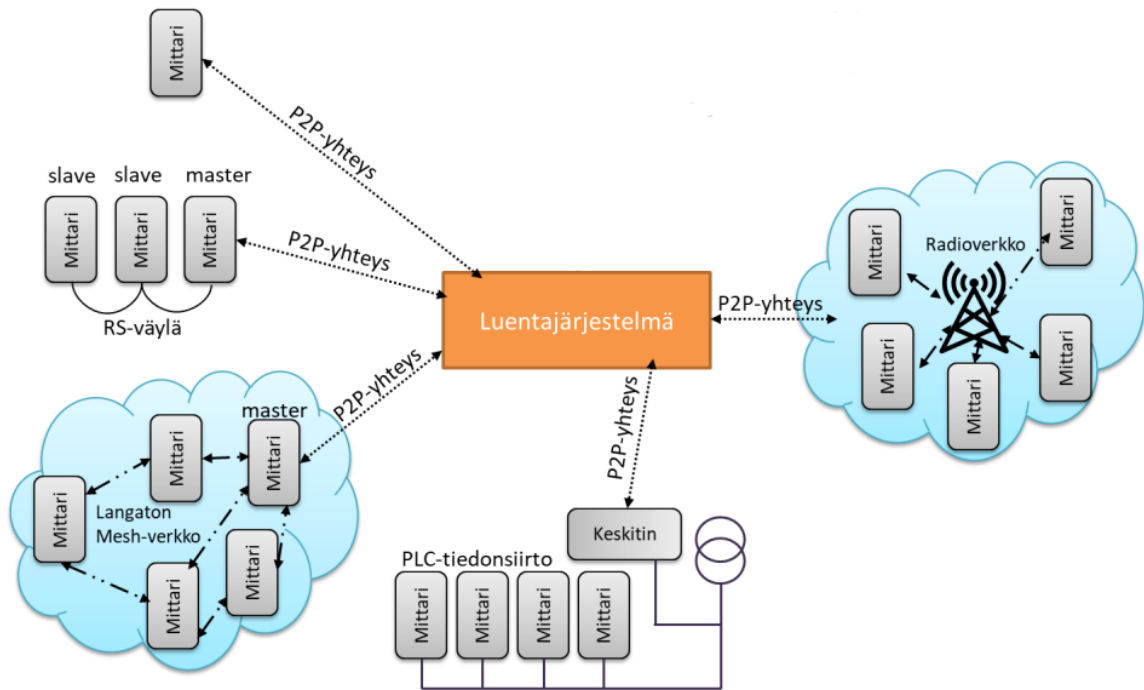 Mittari
P2P-yhteys
slave slave master
Mittari Mittari Mittari
P2P-yhteys
RS-väylä
Luentajärjestelmä
P2P-yhteys
Radioverkko
Mittari
Mittari
Mittari
Mittari
Mittari
P2P-yhteys
master
Mittari
Mittari
Mittari
Langaton
Mesh-verkko
Mittari
Mittari
P2P-yhteys
Keskitin
PLC-tiedonsiirto
Mittari Mittari Mittari Mittari